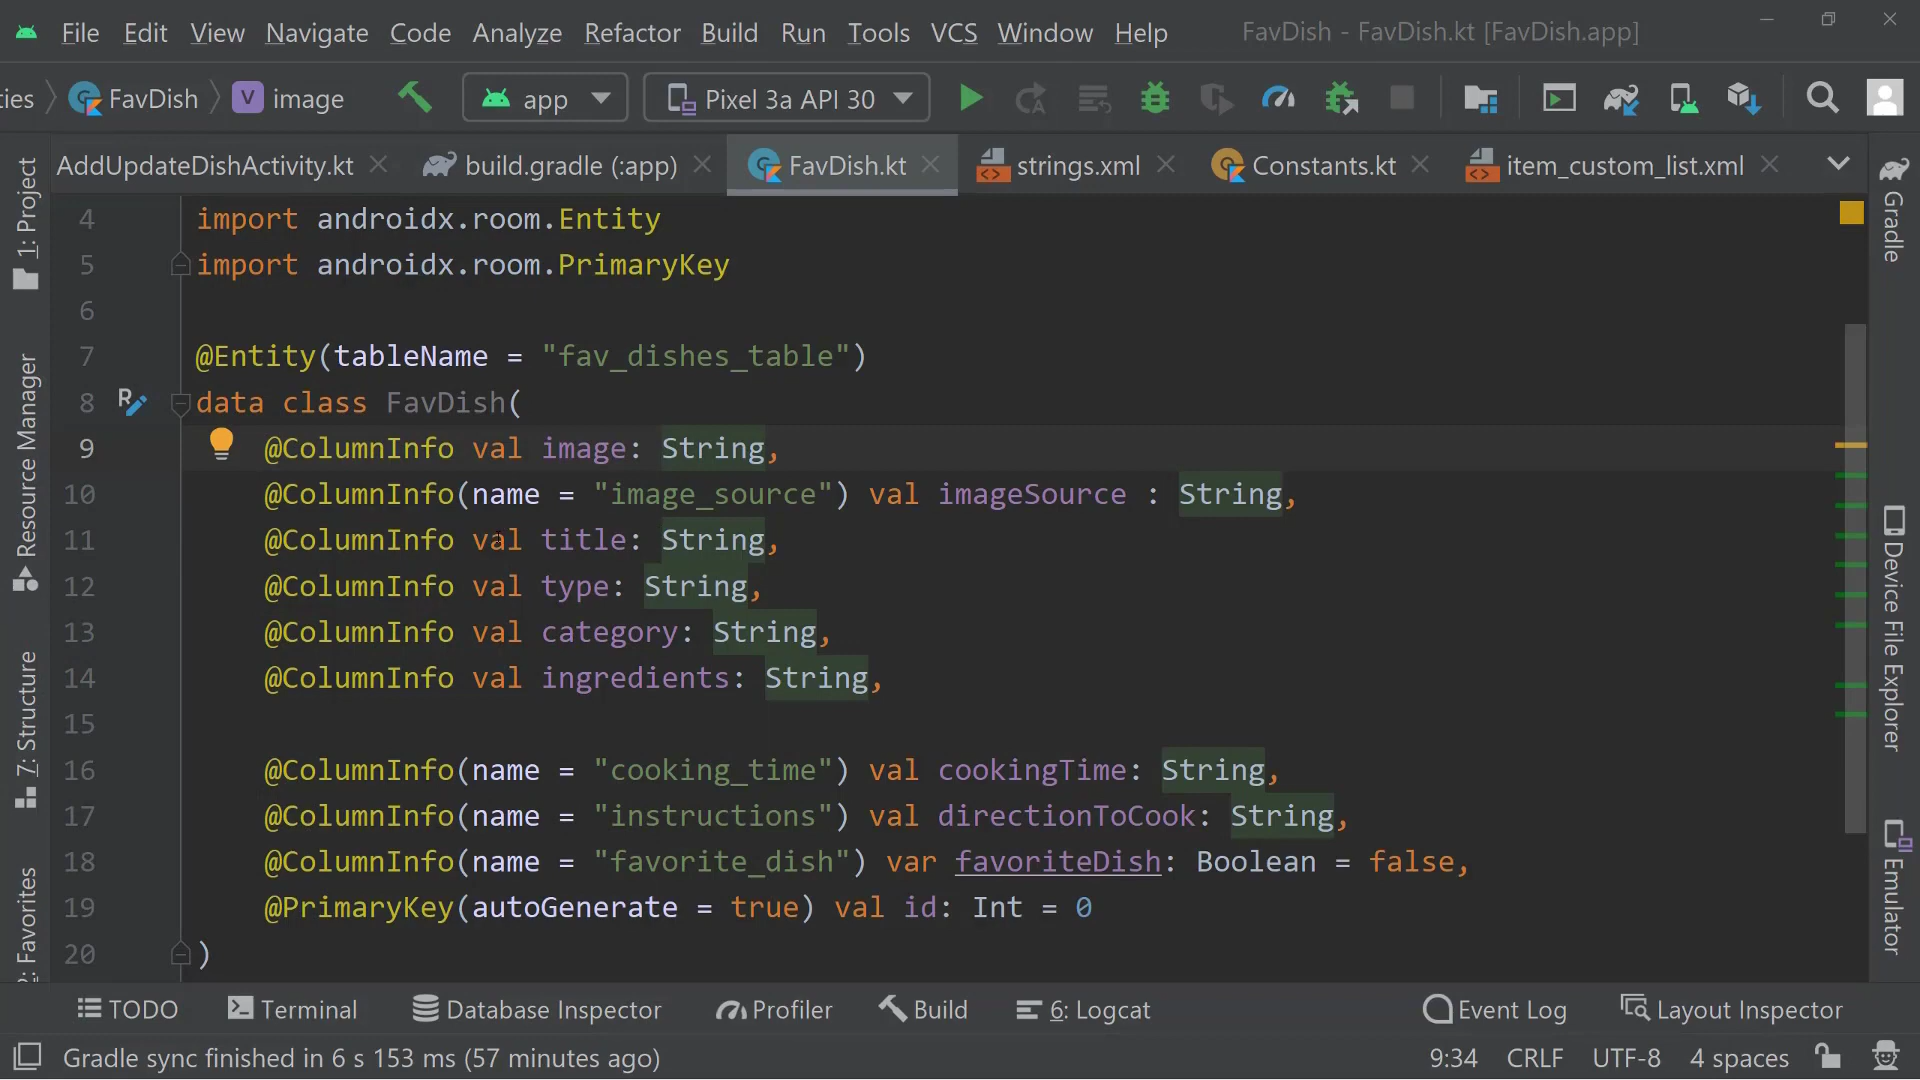 File Edit View Navigate Code Analyze Refactor Build Run Tools VCS Window Help FavDish - FavDish.kt [FavDish.app]
ties FavDish V image app Pixel 3a API 30
AddUpdateDishActivity.kt build.gradle (:app) FavDish.kt strings.xml Constants.kt item_custom_list.xml
1: Project
Resource Manager
7: Structure
2: Favorites
4 import androidx.room.Entity
5 import androidx.room.PrimaryKey
6
7 @Entity(tableName = "fav_dishes_table")
8 data class FavDish(
9 @ColumnInfo val image: String,
10 @ColumnInfo(name = "image_source") val imageSource : String,
11 @ColumnInfo val title: String,
12 @ColumnInfo val type: String,
13 @ColumnInfo val category: String,
14 @ColumnInfo val ingredients: String,
15
16 @ColumnInfo(name = "cooking_time") val cookingTime: String,
17 @ColumnInfo(name = "instructions") val directionToCook: String,
18 @ColumnInfo(name = "favorite_dish") var favoriteDish: Boolean = false,
19 @PrimaryKey(autoGenerate = true) val id: Int = 0
20 )
Gradle
Device File Explorer
Emulator
TODO Terminal Database Inspector Profiler Build 6: Logcat Event Log Layout Inspector
Gradle sync finished in 6 s 153 ms (57 minutes ago) 9:34 CRLF UTF-8 4 spaces